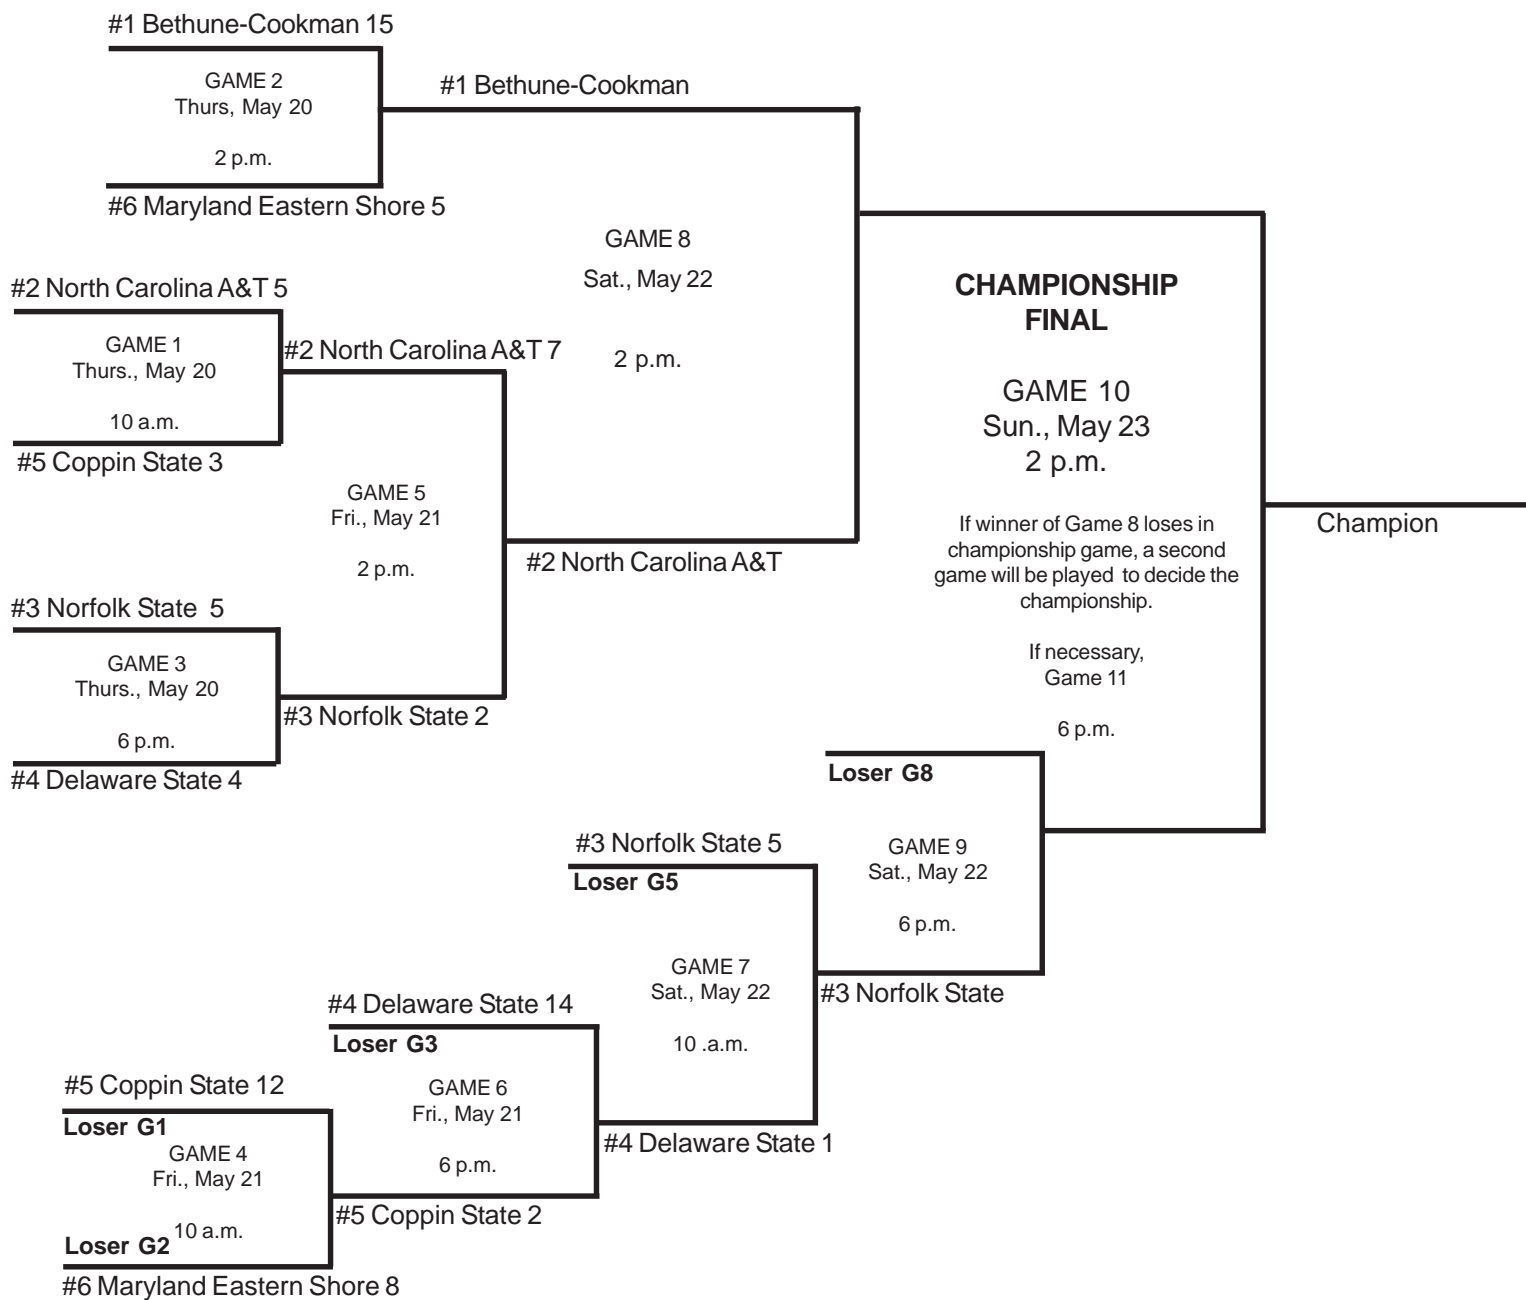 #1 Bethune-Cookman 15
GAME 2
Thurs, May 20
2 p.m.
#6 Maryland Eastern Shore 5
#1 Bethune-Cookman
#2 North Carolina A&T 5
GAME 1
Thurs., May 20
10 a.m.
#5 Coppin State 3
#2 North Carolina A&T 7
GAME 5
Fri., May 21
2 p.m.
#3 Norfolk State 5
GAME 3
Thurs., May 20
6 p.m.
#4 Delaware State 4
#3 Norfolk State 2
GAME 8
Sat., May 22
2 p.m.
#2 North Carolina A&T
CHAMPIONSHIP
FINAL
GAME 10
Sun., May 23
2 p.m.
If winner of Game 8 loses in
championship game, a second
game will be played to decide the
championship.
If necessary,
Game 11
6 p.m.
Champion
Loser G8
GAME 9
Sat., May 22
6 p.m.
#3 Norfolk State
#3 Norfolk State 5
Loser G5
GAME 7
Sat., May 22
10 .a.m.
#4 Delaware State 1
#4 Delaware State 14
Loser G3
GAME 6
Fri., May 21
6 p.m.
#5 Coppin State 2
#5 Coppin State 12
Loser G1
GAME 4
Fri., May 21
10 a.m.
Loser G2
#6 Maryland Eastern Shore 8